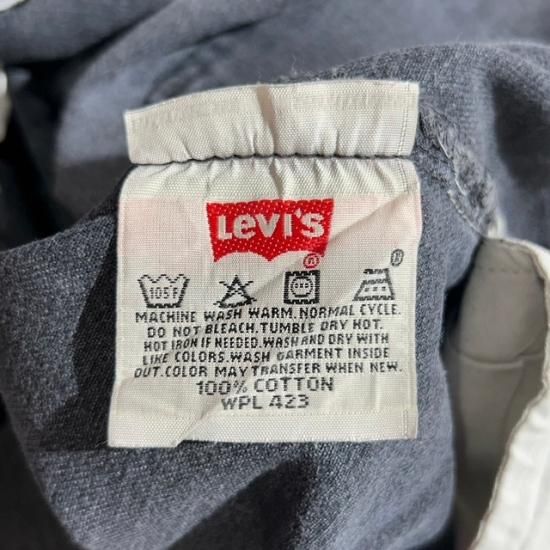 Levi's
®
105F
®
MACHINE WASH WARM. NORMAL CYCLE.
DO NOT BLEACH. TUMBLE DRY HOT.
HOT IRON IF NEEDED. WASH AND DRY WITH
LIKE COLORS. WASH GARMENT INSIDE
OUT. COLOR MAY TRANSFER WHEN NEW.
100% COTTON
WPL 423